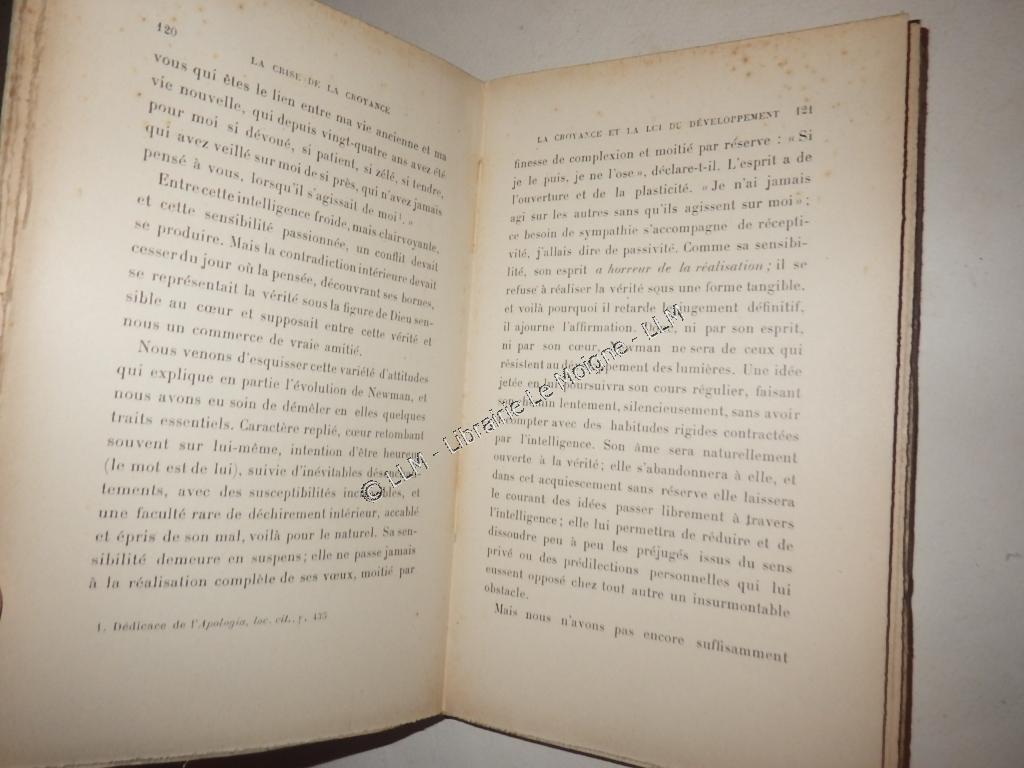 120
LA CRISE DE LA CROYANCE
vous qui êtes le lien entre ma vie ancienne et ma
vie nouvelle, qui depuis vingt-quatre ans avez été
pour moi si dévoué, si patient, si zélé, si tendre,
qui avez veillé sur moi de si près, qui n'avez jamais
pensé à vous, lorsqu'il s'agissait de moi¹. »
Entre cette intelligence froide, mais clairvoyante,
et cette sensibilité passionnée, un conflit devait
se produire. Mais la contradiction intérieure devait
cesser du jour où la pensée, découvrant ses bornes,
se représentait la vérité sous la figure de Dieu sen-
sible au cœur et supposait entre cette vérité et
nous un commerce de vraie amitié.
Nous venons d'esquisser cette variété d'attitudes
qui explique en partie l'évolution de Newman, et
nous avons eu soin de démêler en elles quelques
traits essentiels. Caractère replié, cœur retombant
souvent sur lui-même, intention d'être heureux
(le mot est de lui), suivie d'inévitables
tements, avec des susceptibilités et
une faculté rare de déchirement intérieur, accablé
et épris de son mal, voilà pour le naturel. Sa sen-
sibilité demeure en suspens; elle ne passe jamais
à la réalisation complète de ses vœux, moitié par
1. Dédicace de l'Apologia, loc. cit., p. 435
LA CROYANCE ET LA LOI DU DÉVELOPPEMENT 121
finesse de complexion et moitié par réserve : « Si
je le puis, je ne l'ose », déclare-t-il. L'esprit a de
l'ouverture et de la plasticité. « Je n'ai jamais
agi sur les autres sans qu'ils agissent sur moi » ;
ce besoin de sympathie s'accompagne de récepti-
vité, j'allais dire de passivité. Comme sa sensibi-
lité, son esprit a horreur de la réalisation ; il se
refuse à réaliser la vérité sous une forme tangible.
et voilà pourquoi il retarde le jugement définitif,
il ajourne l'affirmation. ni par son esprit,
ni par son cœur, Newman ne sera de ceux qui
résistent au développement des lumières. Une idée
jetée en lui poursuivra son cours régulier, faisant
son chemin lentement, silencieusement, sans avoir
compter avec des habitudes rigides contractées
par l'intelligence. Son âme sera naturellement
ouverte à la vérité; elle s'abandonnera à elle, et
dans cet acquiescement sans réserve elle laissera
le courant des idées passer librement à travers
l'intelligence; elle lui permettra de réduire et de
dissoudre peu à peu les préjugés issus du sens
privé ou des prédilections personnelles qui lui
eussent opposé chez tout autre un insurmontable
obstacle.
Mais nous n'avons pas encore suffisamment
© LLM - Librairie Le Moigne - LLM